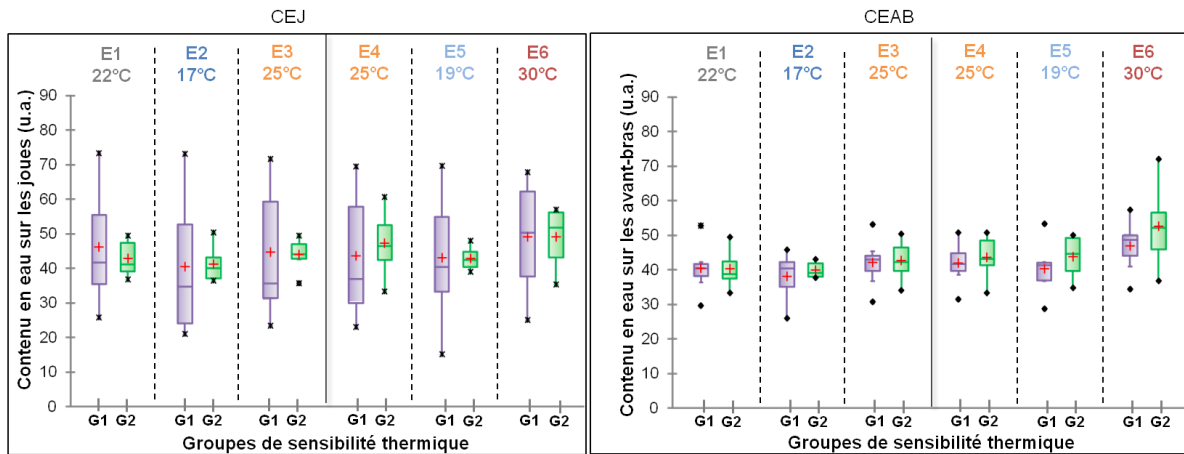 CEJ
E1 E2 E3 E4 E5 E6
22°C 17°C 25°C 25°C 19°C 30°C
Contenu en eau sur les joues (u.a.)
90
80
70
60
50
40
30
20
10
0
G1 G2 G1 G2 G1 G2 G1 G2 G1 G2 G1 G2
Groupes de sensibilité thermique
CEAB
E1 E2 E3 E4 E5 E6
22°C 17°C 25°C 25°C 19°C 30°C
Contenu en eau sur les avant-bras (u.a.)
90
80
70
60
50
40
30
20
10
0
G1 G2 G1 G2 G1 G2 G1 G2 G1 G2 G1 G2
Groupes de sensibilité thermique